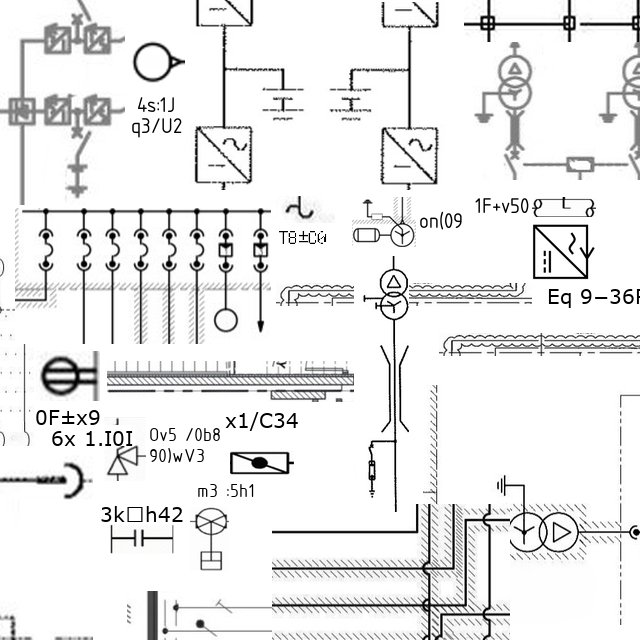 4s:1J
q3/U2
1F+v50
on(09
T8±C0
Eq 9−36F
0F±x9
x1/C34
6x 1.I0I
0v5 /0b8
90)wV3
m3 :5h1
3k□h42